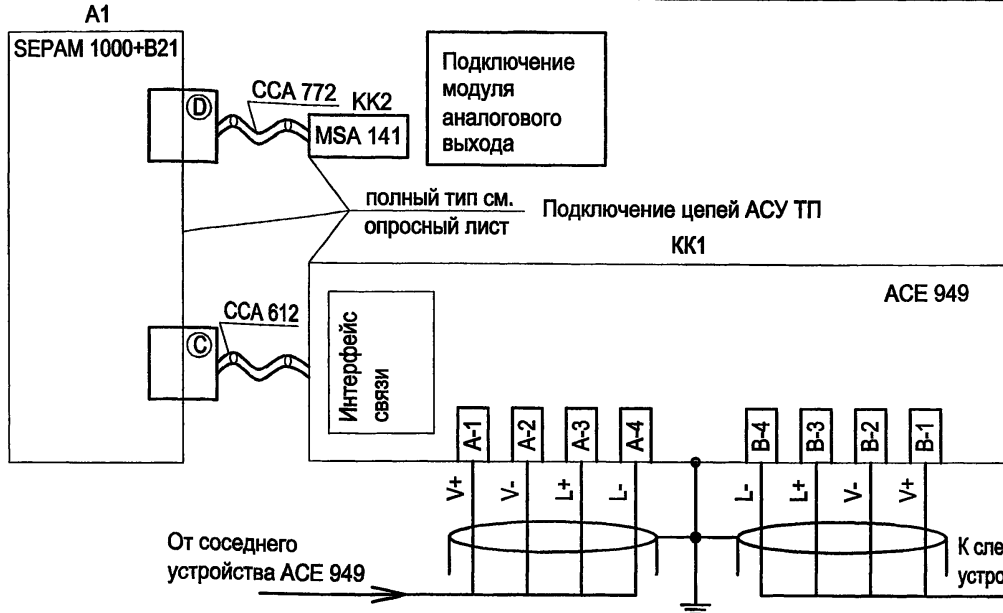 A1
SEPAM 1000+B21
D
CCA 772
KK2
MSA 141
Подключение
модуля
аналогового
выхода
полный тип см.
опросный лист
Подключение цепей АСУ ТП
KK1
ACE 949
C
CCA 612
Интерфейс
связи
A-1
A-2
A-3
A-4
B-4
B-3
B-2
B-1
V+
V-
L+
L-
L-
L+
V-
V+
От соседнего
устройства ACE 949
К сле
устро